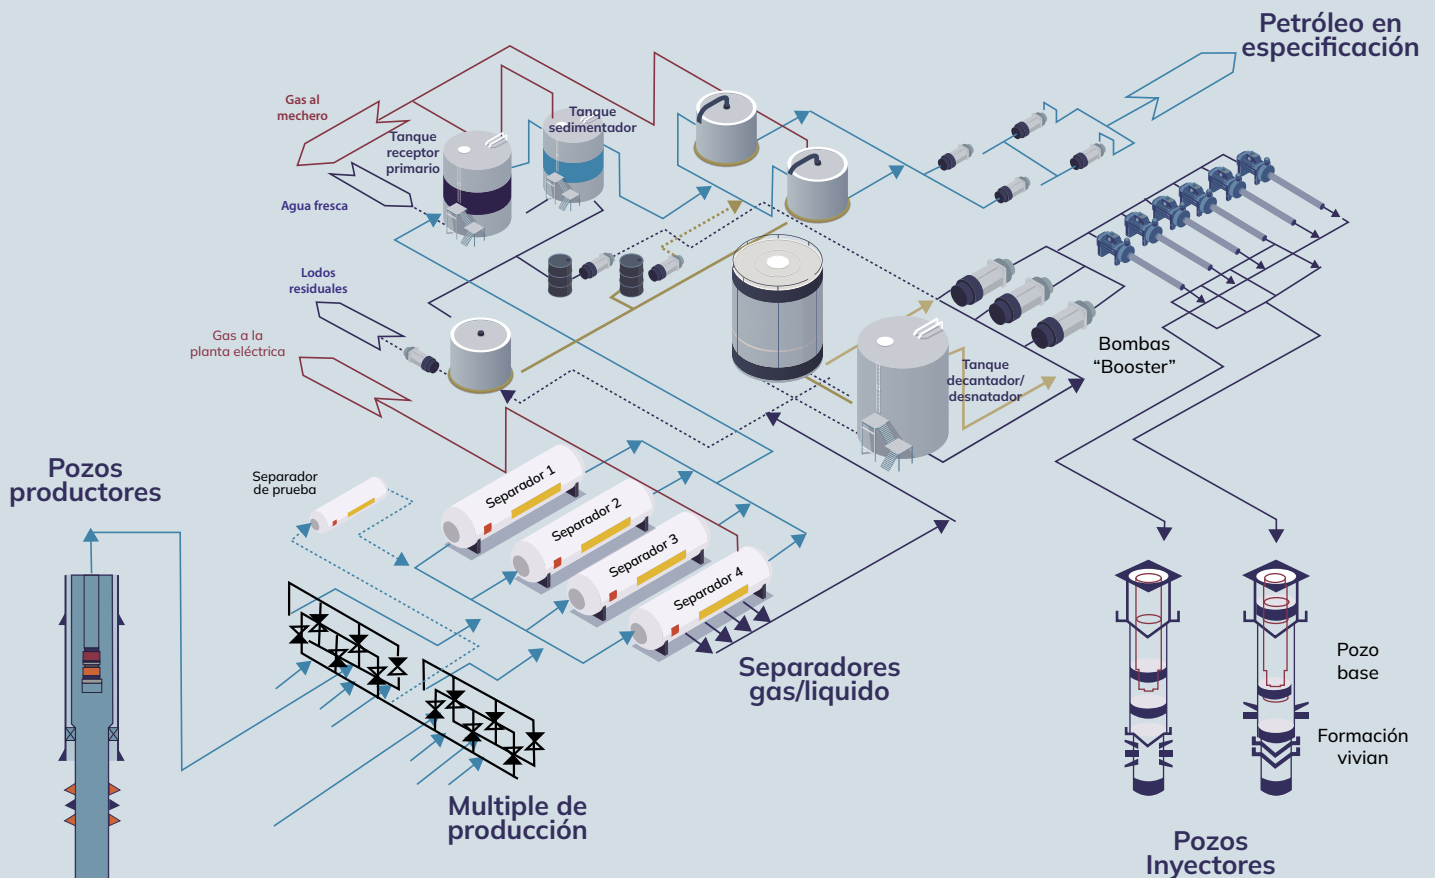 Petróleo en
especificación
Gas al
mechero
Tanque
sedimentador
Tanque
receptor
primario
Agua fresca
Lodos
residuales
Gas a la
planta eléctrica
Bombas
“Booster”
Tanque
decantador/
desnatador
Pozos
productores
Separador
de prueba
Separador 1
Separador 2
Separador 3
Separador 4
Separadores
gas/liquido
Pozo
base
Formación
vivian
Multiple de
producción
Pozos
Inyectores